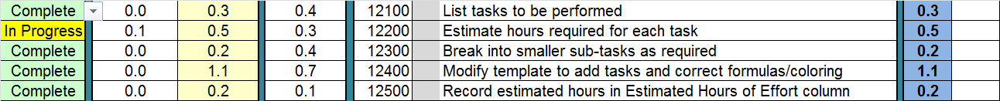 Complete 0.0 0.3 0.4 12100 List tasks to be performed 0.3
In Progress 0.1 0.5 0.3 12200 Estimate hours required for each task 0.5
Complete 0.0 0.2 0.4 12300 Break into smaller sub-tasks as required 0.2
Complete 0.0 1.1 0.7 12400 Modify template to add tasks and correct formulas/coloring 1.1
Complete 0.0 0.2 0.1 12500 Record estimated hours in Estimated Hours of Effort column 0.2